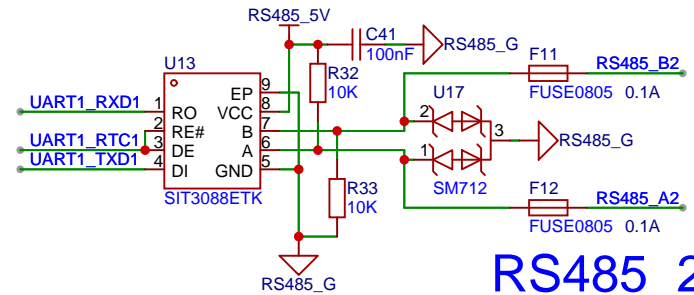 RS485_5V
C41
100nF
RS485_G
U13
R32
10K
F11
RS485_B2
FUSE0805 0.1A
U17
UART1_RXD1
1 RO
EP 9
VCC 8
2 RE#
B 7
UART1_RTC1
3 DE
A 6
UART1_TXD1
4 DI
GND 5
SIT3088ETK
2
3
RS485_G
1
SM712
R33
10K
F12
RS485_A2
FUSE0805 0.1A
RS485_G
RS485 2